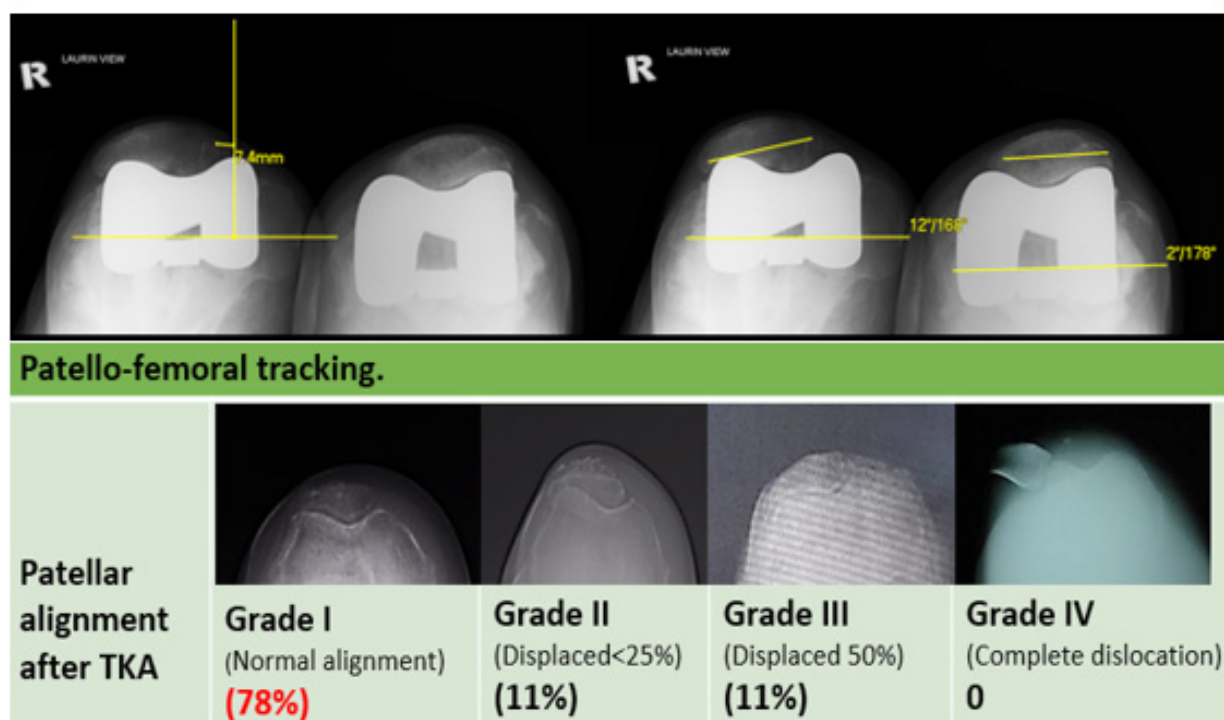 R LAURIN VIEW
7.4mm
R LAURIN VIEW
12°/168°
2°/178°
Patello-femoral tracking.
Patellar
alignment
after TKA
Grade I
(Normal alignment)
(78%)
Grade II
(Displaced<25%)
(11%)
Grade III
(Displaced 50%)
(11%)
Grade IV
(Complete dislocation)
0